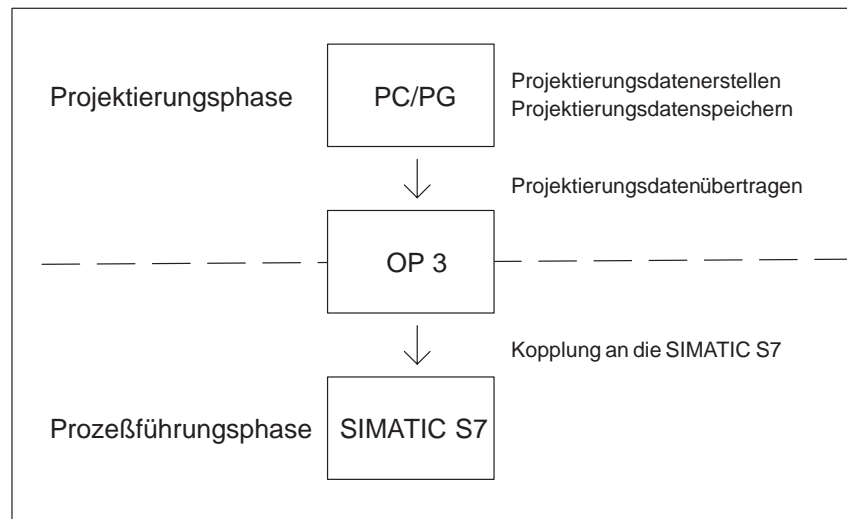 Projektierungsphase
PC/PG
Projektierungsdatenerstellen
Projektierungsdatenspeichern
Projektierungsdatenübertragen
OP 3
Kopplung an die SIMATIC S7
Prozeßführungsphase
SIMATIC S7